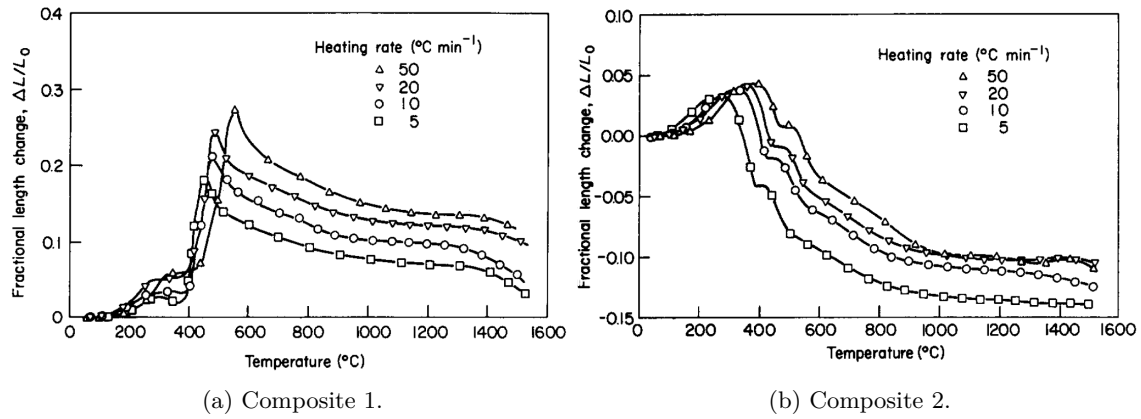 0.4
0.3
0.2
0.1
0
Fractional length change, ΔL/L₀
Heating rate (°C min⁻¹)
△ 50
▽ 20
○ 10
□ 5
0 200 400 600 800 1000 1200 1400 1600
Temperature (°C)
(a) Composite 1.
0.10
0.05
0.00
−0.05
−0.10
−0.15
Fractional length change, ΔL/L₀
Heating rate (°C min⁻¹)
△ 50
▽ 20
○ 10
□ 5
0 200 400 600 800 1000 1200 1400 1600
Temperature (°C)
(b) Composite 2.